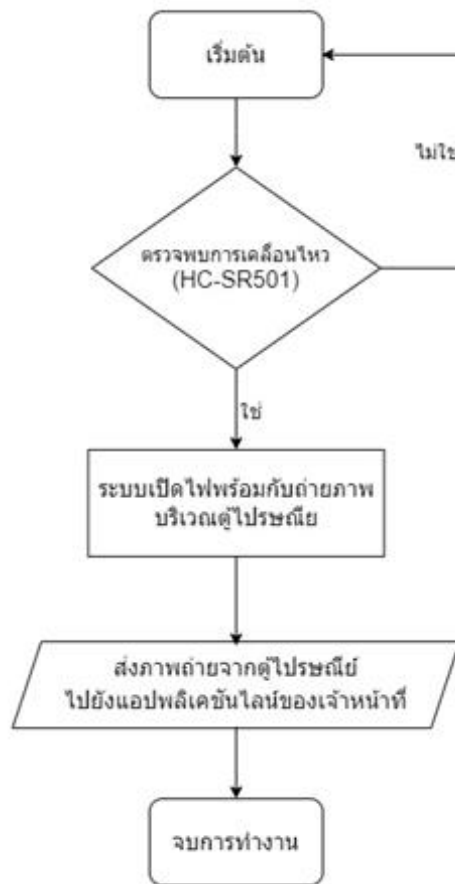 เริ่มต้น
ไม่ใช่
ตรวจพบการเคลื่อนไหว
(HC-SR501)
ใช่
ระบบเปิดไฟพร้อมกับถ่ายภาพ
บริเวณตู้ไปรษณีย
ส่งภาพถ่ายจากตู้ไปรษณีย์
ไปยังแอปพลิเคชันไลน์ของเจ้าหน้าที่
จบการทำงาน